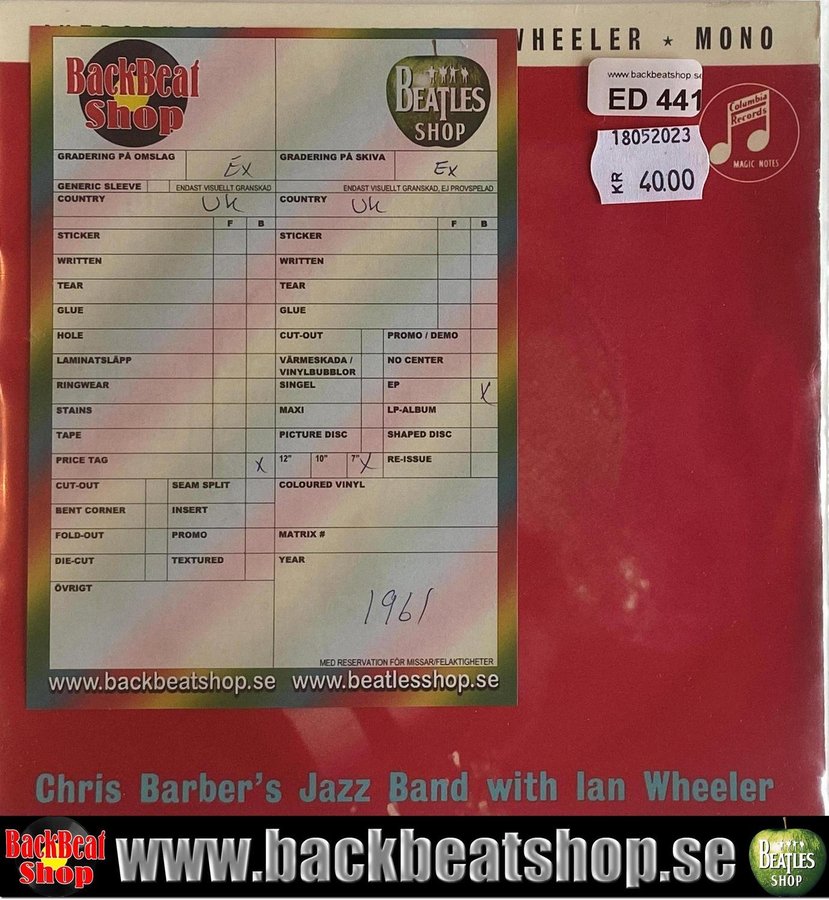 WHEELER ★ MONO
BackBeat
Shop
BEATLES
SHOP
www.backbeatshop.se
ED 441
Columbia
Records
MAGIC NOTES
18052023
KR 40.00
GRADERING PÅ OMSLAG Ex GRADERING PÅ SKIVA Ex
GENERIC SLEEVE ENDAST VISUELLT GRANSKAD ENDAST VISUELLT GRANSKAD, EJ PROVSPELAD
COUNTRY UK COUNTRY UK
F B F B
STICKER STICKER
WRITTEN WRITTEN
TEAR TEAR
GLUE GLUE
HOLE CUT-OUT PROMO / DEMO
LAMINATSLÄPP VÄRMESKADA / VINYLBUBBLOR NO CENTER
RINGWEAR SINGEL EP X
STAINS MAXI LP-ALBUM
TAPE PICTURE DISC SHAPED DISC
PRICE TAG X 12" 10" 7" X RE-ISSUE
CUT-OUT SEAM SPLIT COLOURED VINYL
BENT CORNER INSERT
FOLD-OUT PROMO MATRIX #
DIE-CUT TEXTURED YEAR
ÖVRIGT
1961
MED RESERVATION FÖR MISSAR/FELAKTIGHETER
www.backbeatshop.se www.beatlesshop.se
Chris Barber's Jazz Band with Ian Wheeler
BackBeat
Shop
www.backbeatshop.se
BEATLES
SHOP